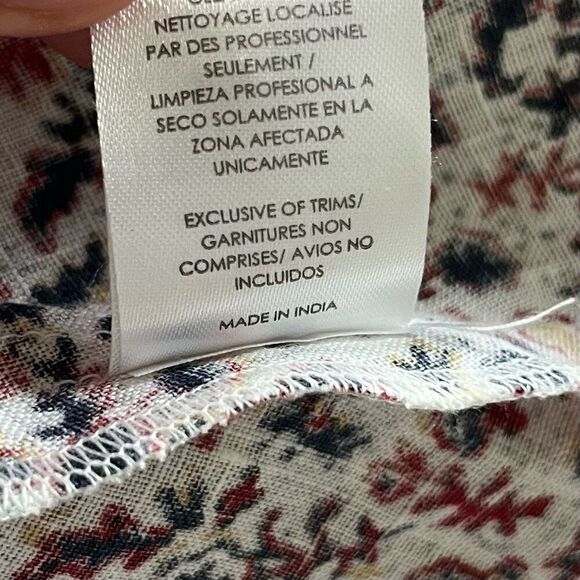 NETTOYAGE LOCALISÉ
PAR DES PROFESSIONNEL
SEULEMENT /
LIMPIEZA PROFESIONAL A
SECO SOLAMENTE EN LA
ZONA AFECTADA
UNICAMENTE
EXCLUSIVE OF TRIMS/
GARNITURES NON
COMPRISES/ AVIOS NO
INCLUIDOS
MADE IN INDIA